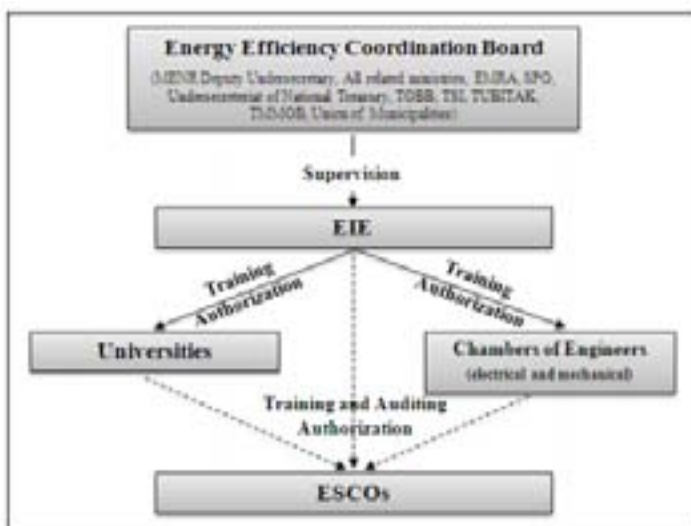 Energy Efficiency Coordination Board
(MENR Deputy Undersecretary, All related ministries, EMRA, SPO,
Undersecretariat of National Treasury, TOBB, TSI, TUBITAK,
TMMOB, Union of Municipalities)
Supervision
EIE
Training
Authorization
Training
Authorization
Universities
Chambers of Engineers
(electrical and mechanical)
Training and Auditing
Authorization
ESCOs